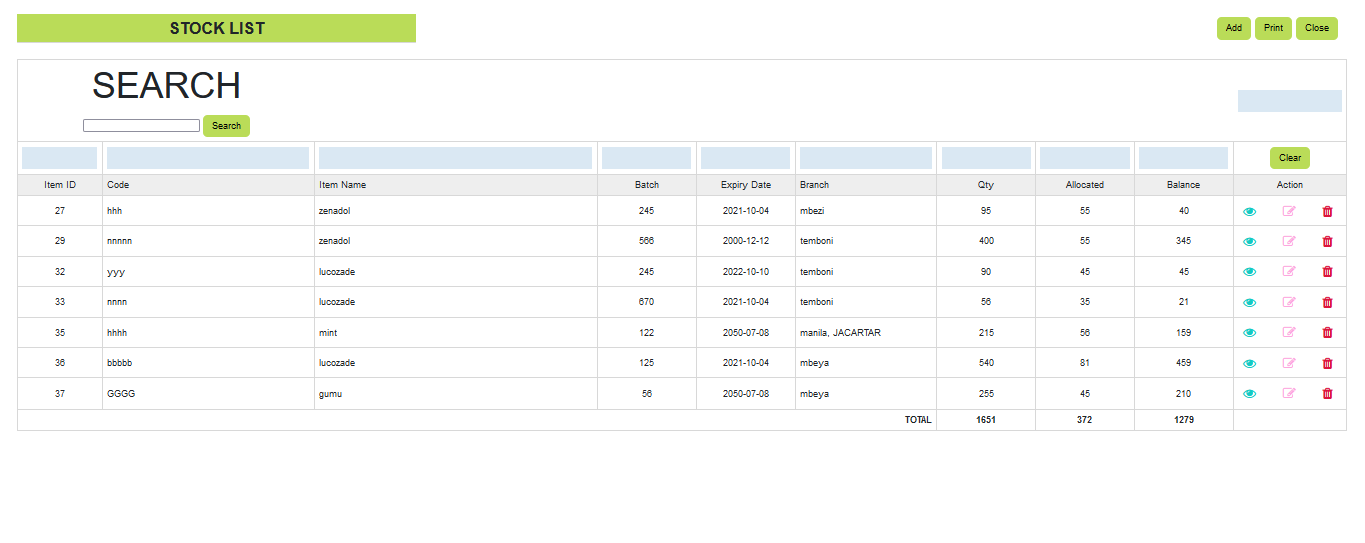 STOCK LIST
Add Print Close
SEARCH
Search
Clear
Item ID Code Item Name Batch Expiry Date Branch Qty Allocated Balance Action
27 hhh zenadol 245 2021-10-04 mbezi 95 55 40
29 nnnnn zenadol 566 2000-12-12 temboni 400 55 345
32 yyy lucozade 245 2022-10-10 temboni 90 45 45
33 nnnn lucozade 670 2021-10-04 temboni 56 35 21
35 hhhh mint 122 2050-07-08 manila, JACARTAR 215 56 159
36 bbbbb lucozade 125 2021-10-04 mbeya 540 81 459
37 GGGG gumu 56 2050-07-08 mbeya 255 45 210
TOTAL 1651 372 1279